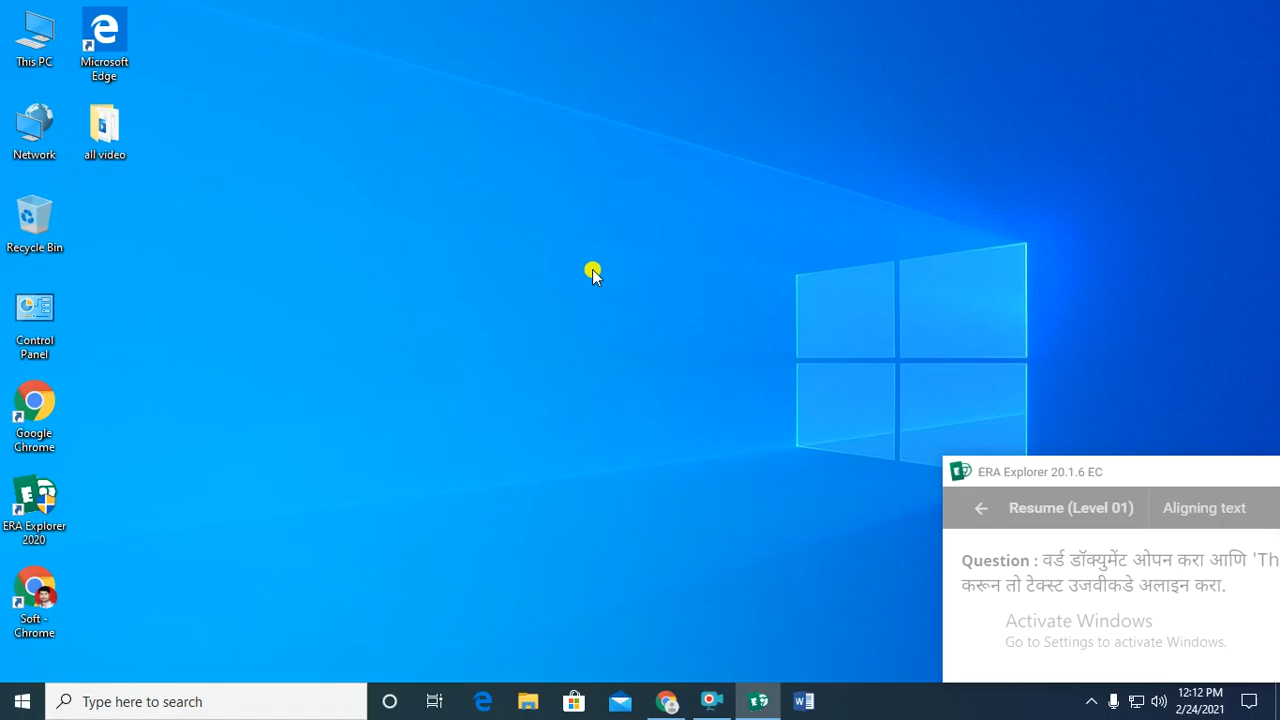 This PC
Microsoft
Edge
Network
all video
Recycle Bin
Control
Panel
Google
Chrome
ERA Explorer
2020
Soft -
Chrome
ERA Explorer 20.1.6 EC
Resume (Level 01)
Aligning text
Question : वर्ड डॉक्युमेंट ओपन करा आणि 'Th
करून तो टेक्स्ट उजवीकडे अलाइन करा.
Activate Windows
Go to Settings to activate Windows.
Type here to search
12:12 PM
2/24/2021